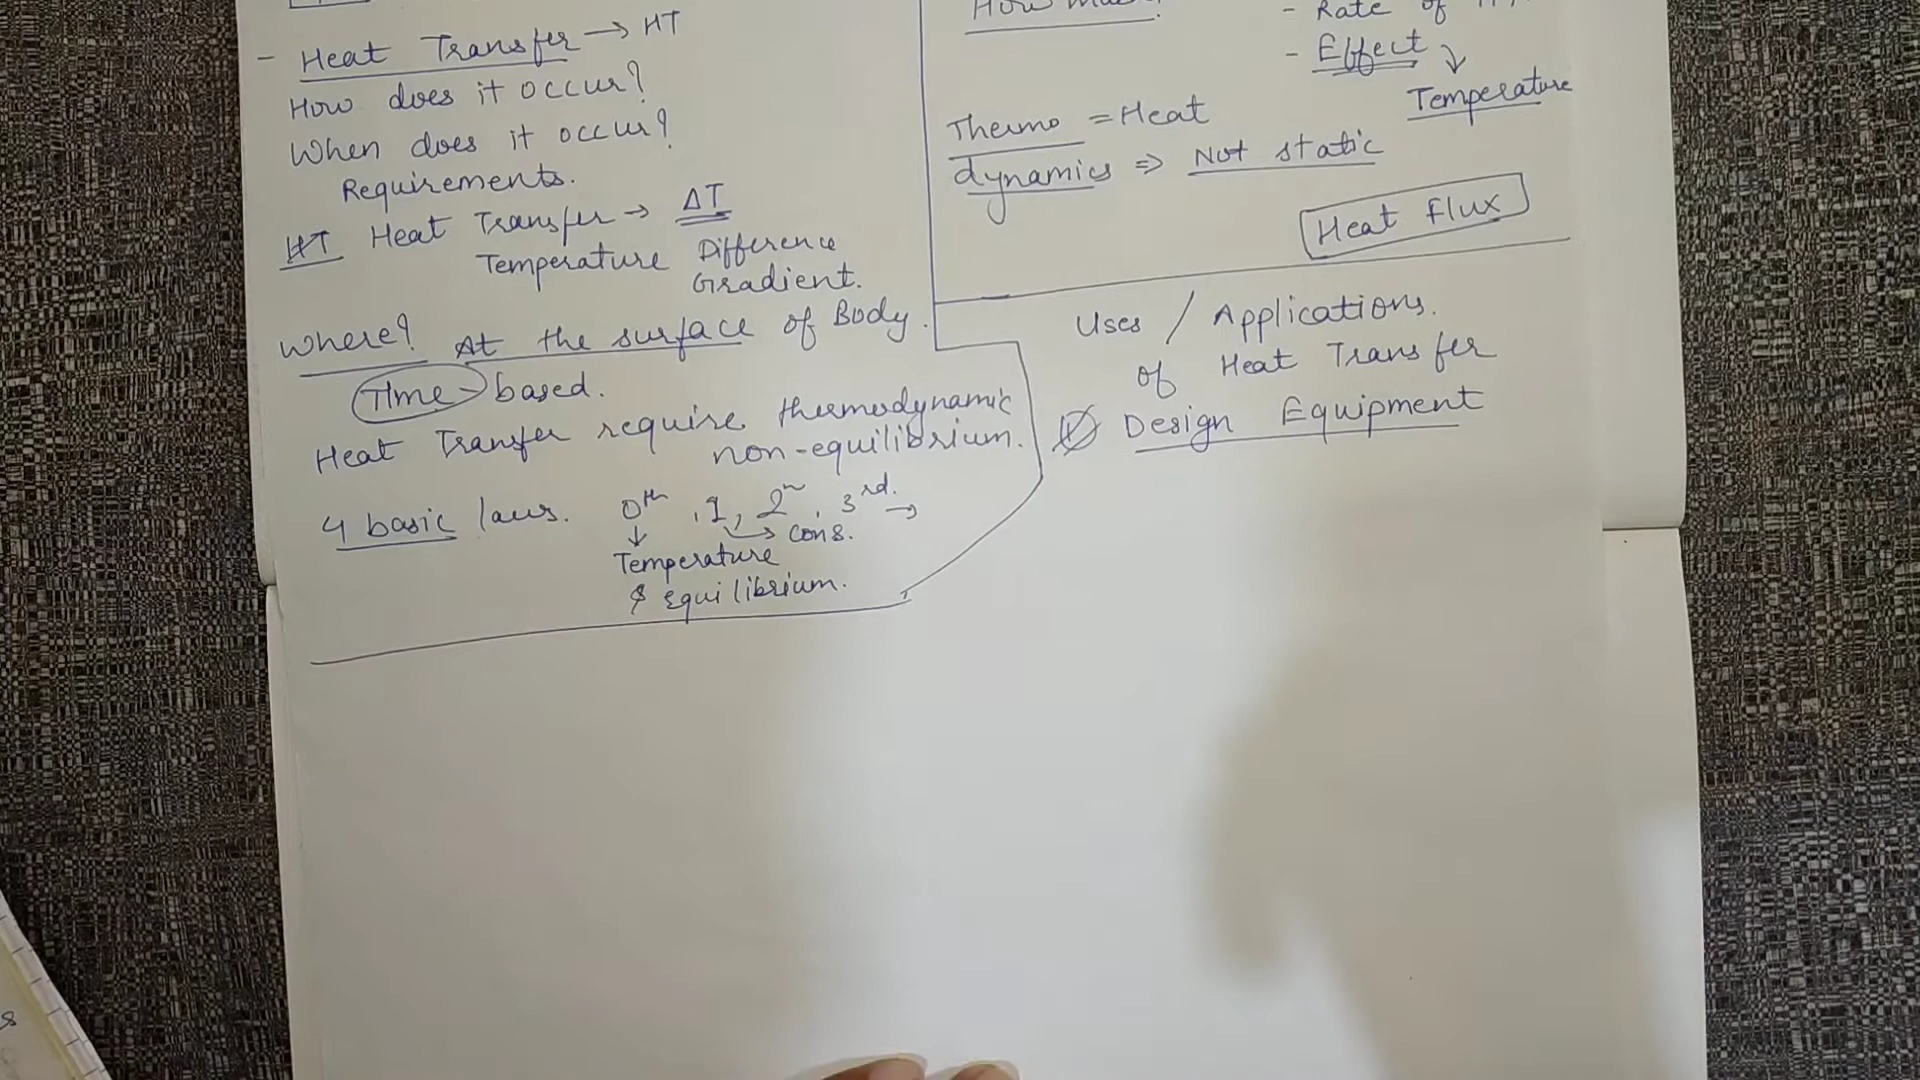 - Heat Transfer → HT
How does it occur?
When does it occur?
Requirements.
HT Heat Transfer → ΔT
Temperature Difference
Gradient.
Where? At the surface of Body.
Time - based.
Heat Transfer require thermodynamic
non-equilibrium.
4 basic laws. 0th, 1, 2n, 3rd. →
↓ → cons.
Temperature
& equilibrium.
How
- Rate of
- Effect
↓
Temperature
Thermo = Heat
dynamics ⇒ Not static
Heat Flux
Uses / Applications.
of Heat Transfer
Design Equipment